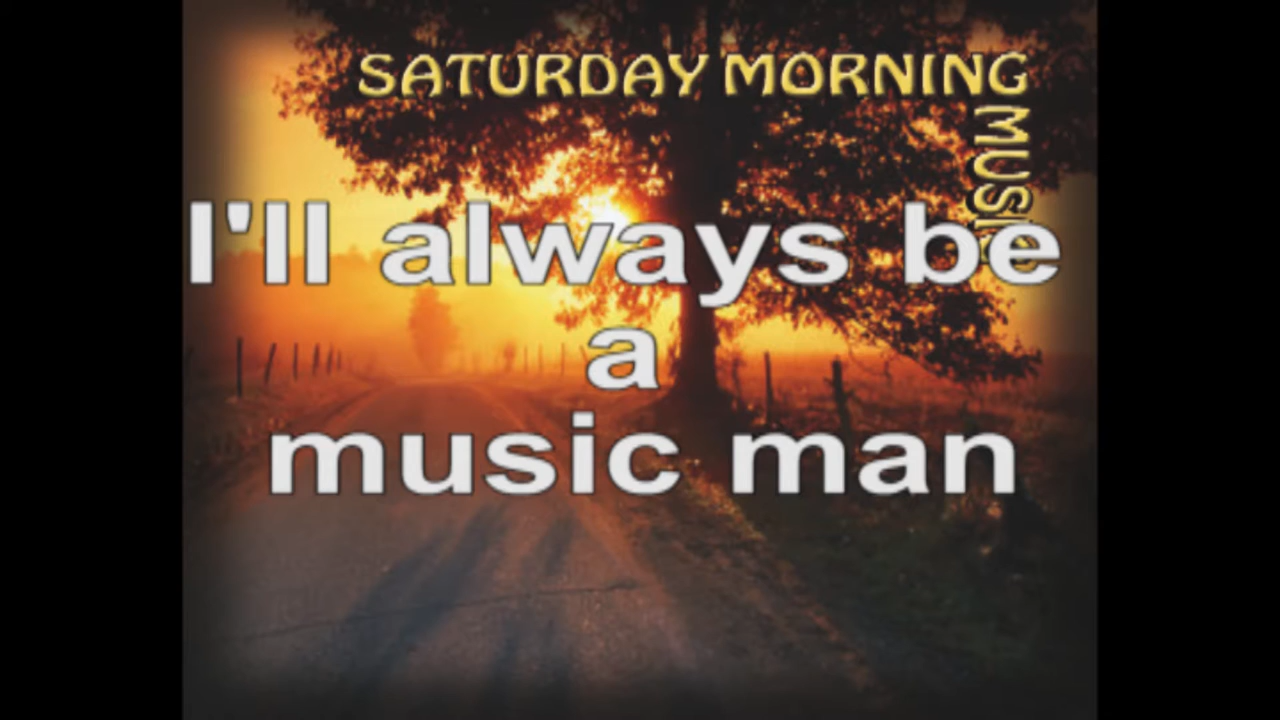 SATURDAY MORNING
MUSIC
I'll always be
a
music man